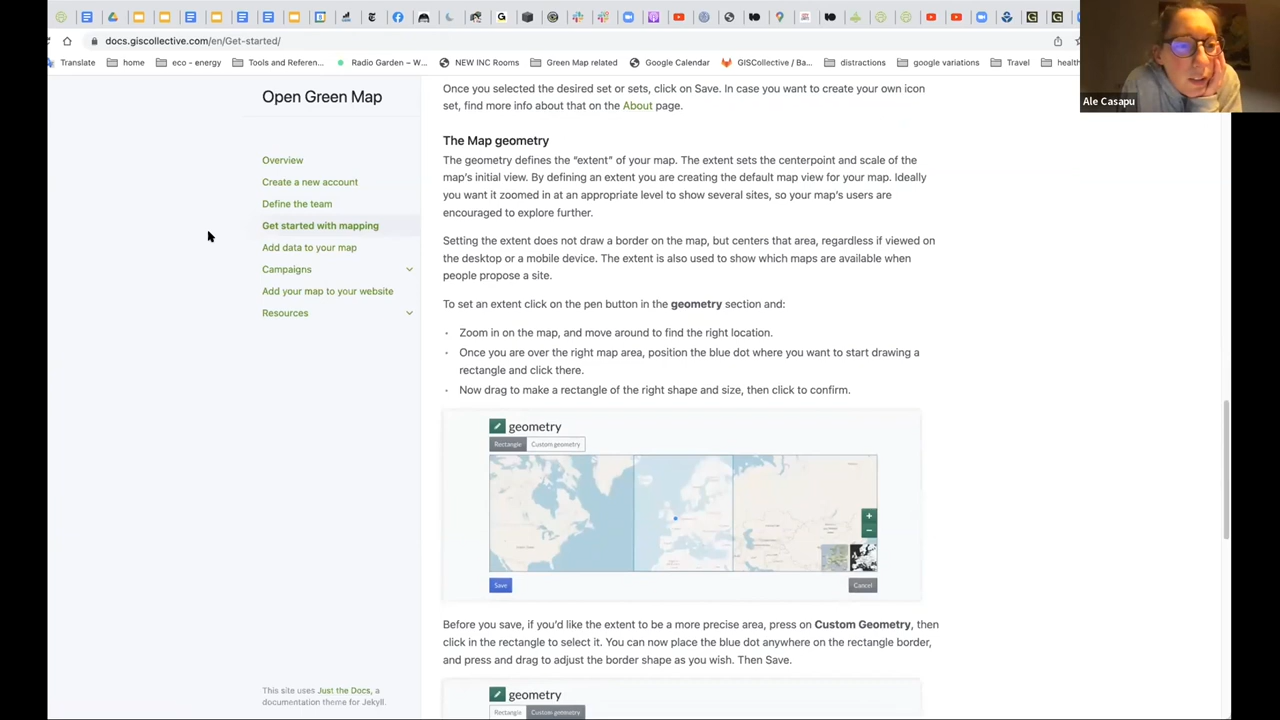 docs.giscollective.com/en/Get-started/
Translate
home
eco - energy
Tools and Referen...
Radio Garden – W...
NEW INC Rooms
Green Map related
Google Calendar
GISCollective / Ba...
distractions
google variations
Travel
health
Ale Casapu
Open Green Map
Overview
Create a new account
Define the team
Get started with mapping
Add data to your map
Campaigns
Add your map to your website
Resources
This site uses Just the Docs, a
documentation theme for Jekyll.
Once you selected the desired set or sets, click on Save. In case you want to create your own icon
set, find more info about that on the About page.
The Map geometry
The geometry defines the “extent” of your map. The extent sets the centerpoint and scale of the
map’s initial view. By defining an extent you are creating the default map view for your map. Ideally
you want it zoomed in at an appropriate level to show several sites, so your map’s users are
encouraged to explore further.
Setting the extent does not draw a border on the map, but centers that area, regardless if viewed on
the desktop or a mobile device. The extent is also used to show which maps are available when
people propose a site.
To set an extent click on the pen button in the geometry section and:
Zoom in on the map, and move around to find the right location.
Once you are over the right map area, position the blue dot where you want to start drawing a
rectangle and click there.
Now drag to make a rectangle of the right shape and size, then click to confirm.
geometry
Rectangle Custom geometry
Save Cancel
Before you save, if you’d like the extent to be a more precise area, press on Custom Geometry, then
click in the rectangle to select it. You can now place the blue dot anywhere on the rectangle border,
and press and drag to adjust the border shape as you wish. Then Save.
geometry
Rectangle Custom geometry